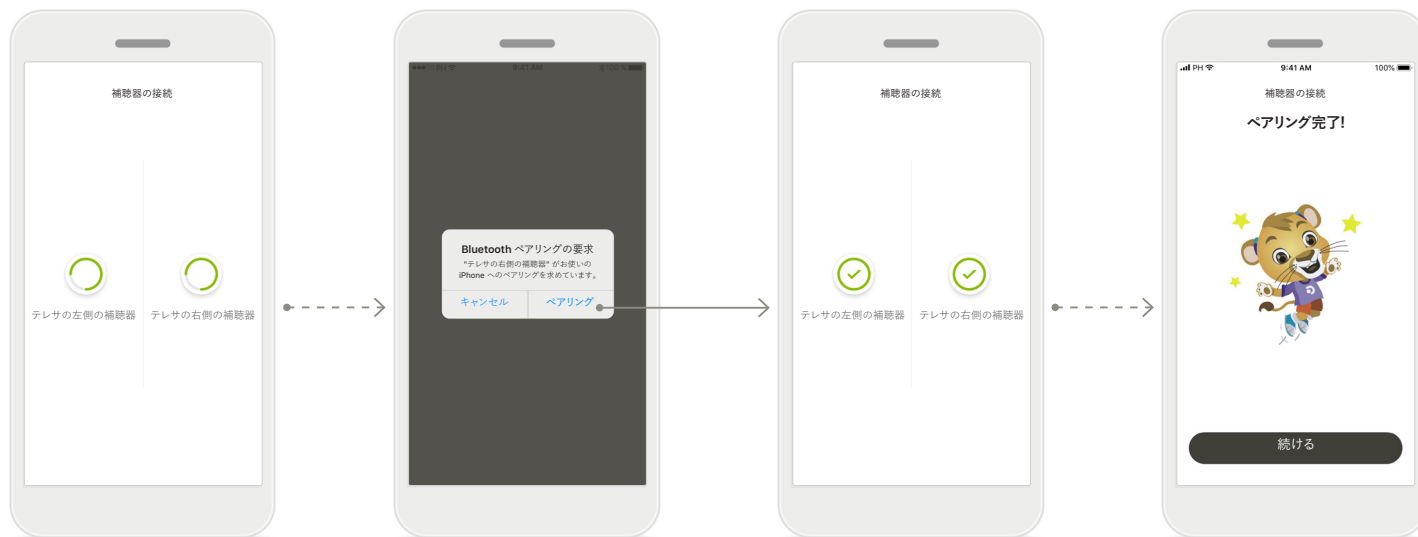 補聴器の接続
テレサの左側の補聴器
テレサの右側の補聴器
9:41 AM
100 %
Bluetooth ペアリングの要求
"テレサの右側の補聴器" がお使いの
iPhone へのペアリングを求めています。
キャンセル
ペアリング
補聴器の接続
テレサの左側の補聴器
テレサの右側の補聴器
PH
9:41 AM
100%
補聴器の接続
ペアリング完了!
続ける